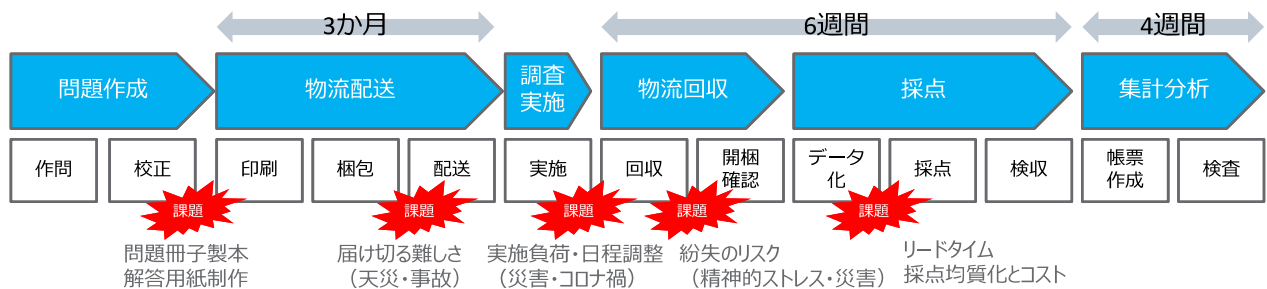 3か月
6週間
4週間
問題作成
物流配送
調査
実施
物流回収
採点
集計分析
作問
校正
印刷
梱包
配送
実施
回収
開梱
確認
データ
化
採点
検収
帳票
作成
検査
課題
課題
課題
課題
課題
問題冊子製本
解答用紙制作
届け切る難しさ
（天災・事故）
実施負荷・日程調整
（災害・コロナ禍）
紛失のリスク
（精神的ストレス・災害）
リードタイム
採点均質化とコスト